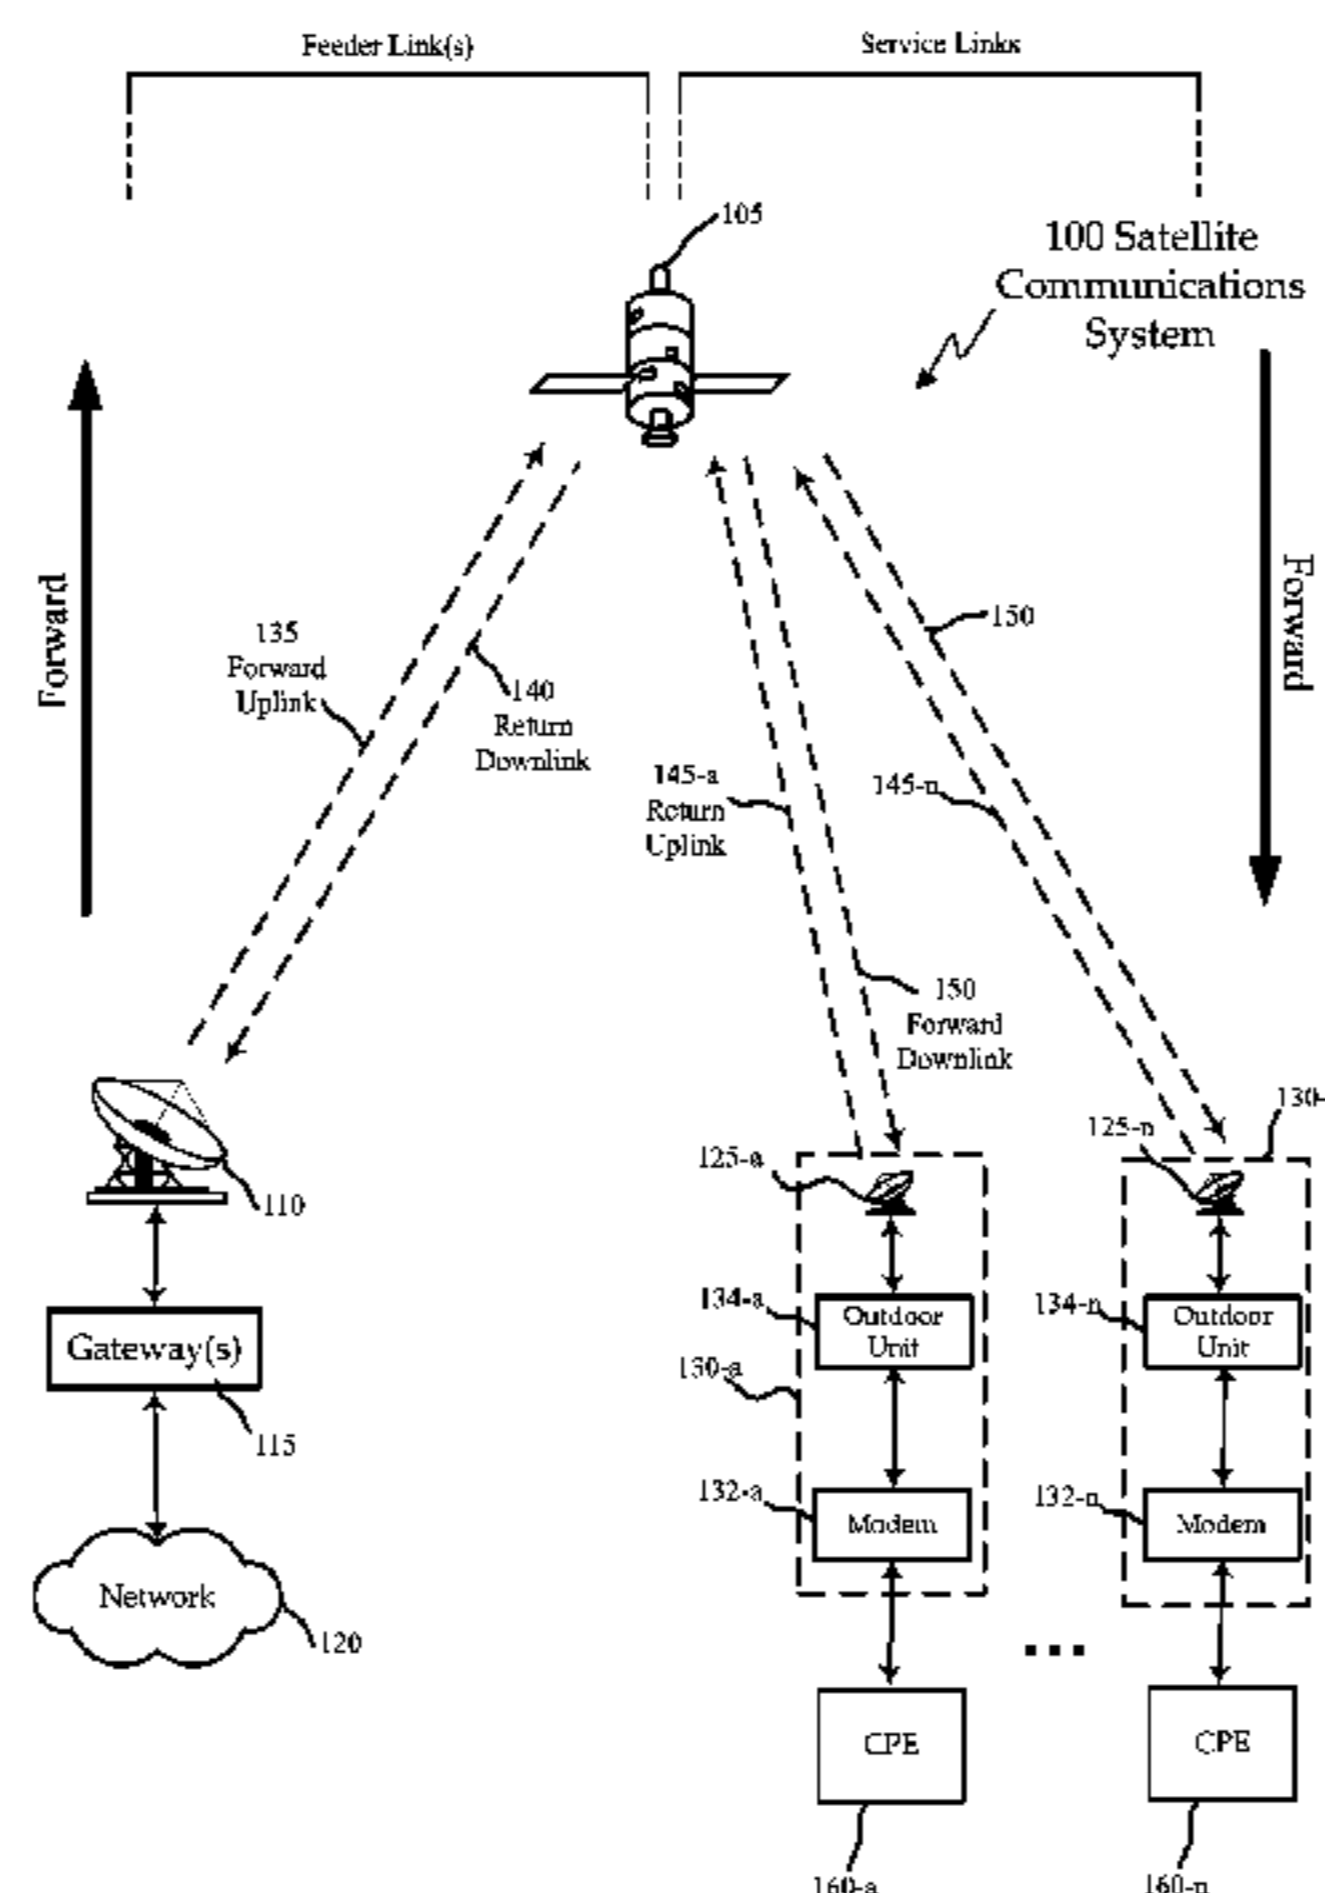 Feeder Link(s)
Service Links
105
100 Satellite
Communications
System
Forward
Forward
135
Forward
Uplink
140
Return
Downlink
150
145-a
Return
Uplink
145-n
150
Forward
Downlink
130-
125-n
125-a
110
134-a
Outdoor
Unit
134-n
Outdoor
Unit
Gateway(s)
130-a
115
132-a
Modem
132-n
Modem
Network
120
...
CPE
CPE
160-a
160-n